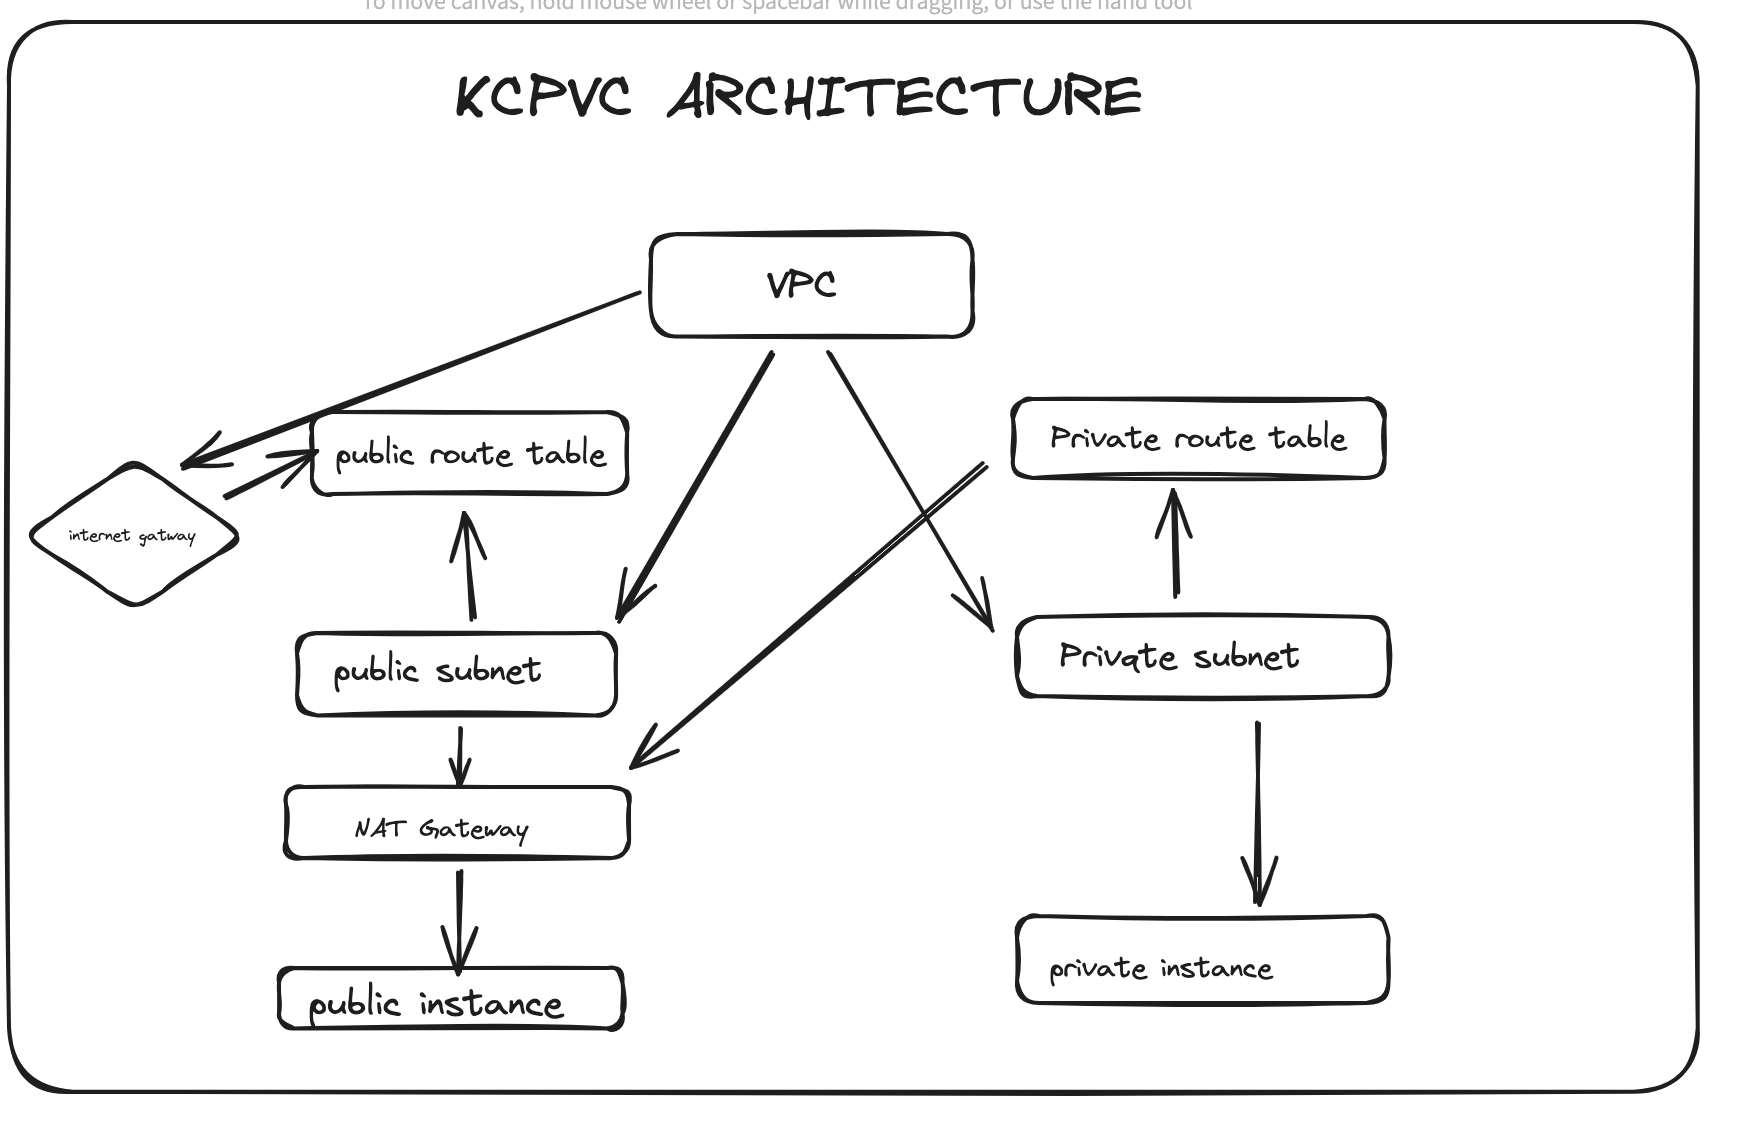 To move canvas, hold mouse wheel or spacebar while dragging, or use the hand tool
KCPVC ARCHITECTURE
VPC
public route table
Private route table
internet gatway
public subnet
Private subnet
NAT Gateway
public instance
private instance